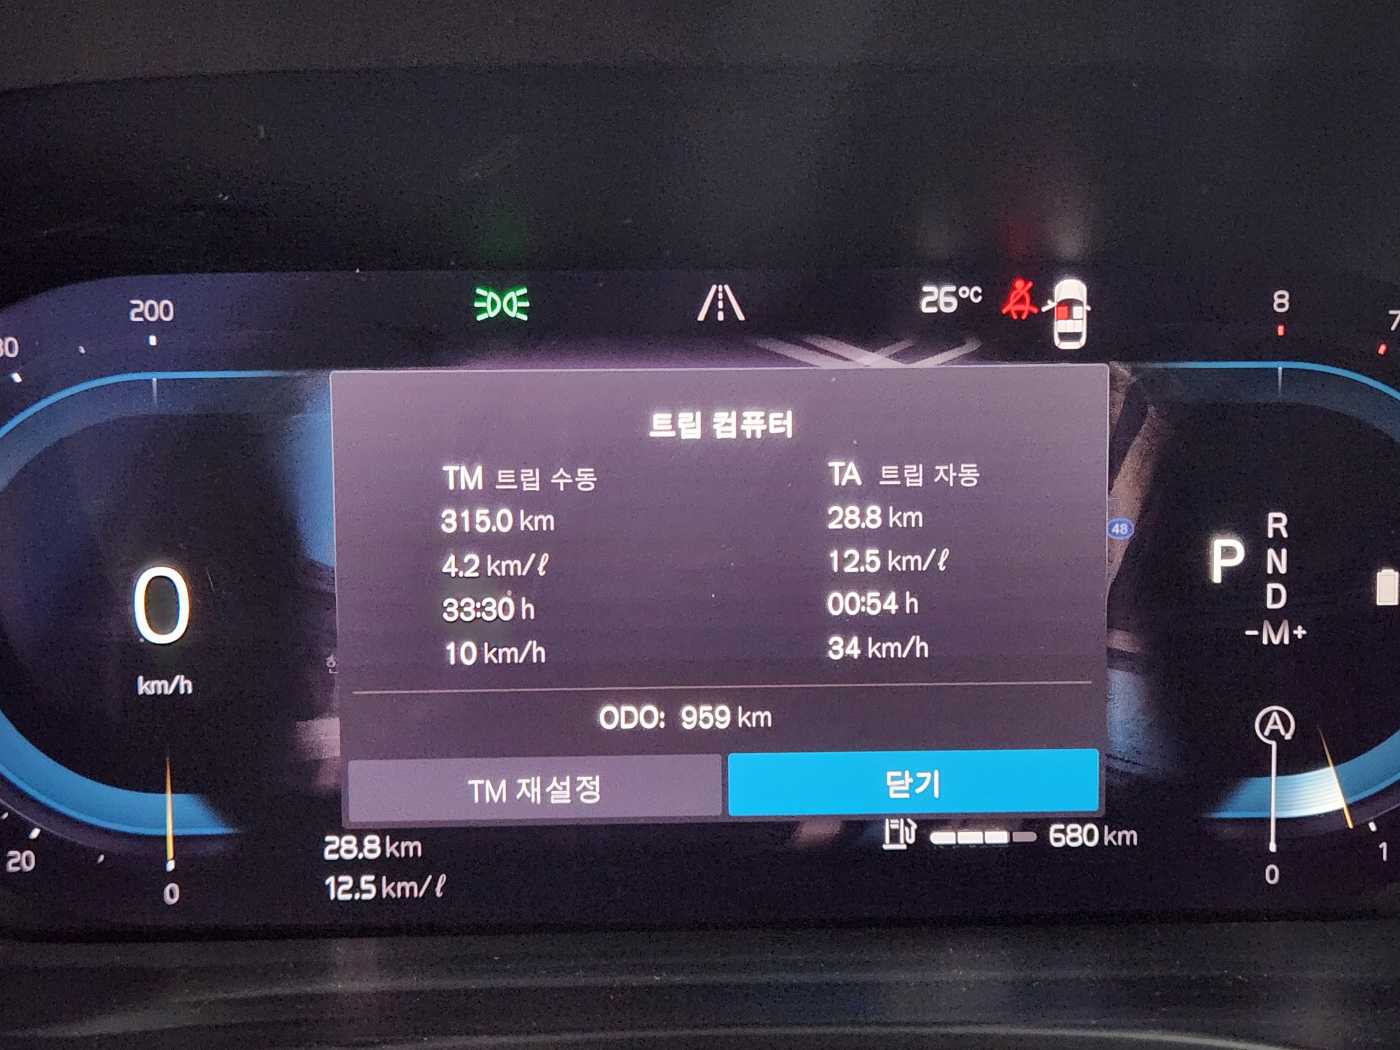 200
26°C
8
7
트립 컴퓨터
TM 트립 수동
315.0 km
4.2 km/ℓ
33:30 h
10 km/h
TA 트립 자동
28.8 km
12.5 km/ℓ
00:54 h
34 km/h
ODO: 959 km
TM 재설정
닫기
48
0
km/h
P
R
N
D
-M+
A
28.8 km
12.5 km/ℓ
680 km
20
0
0
1